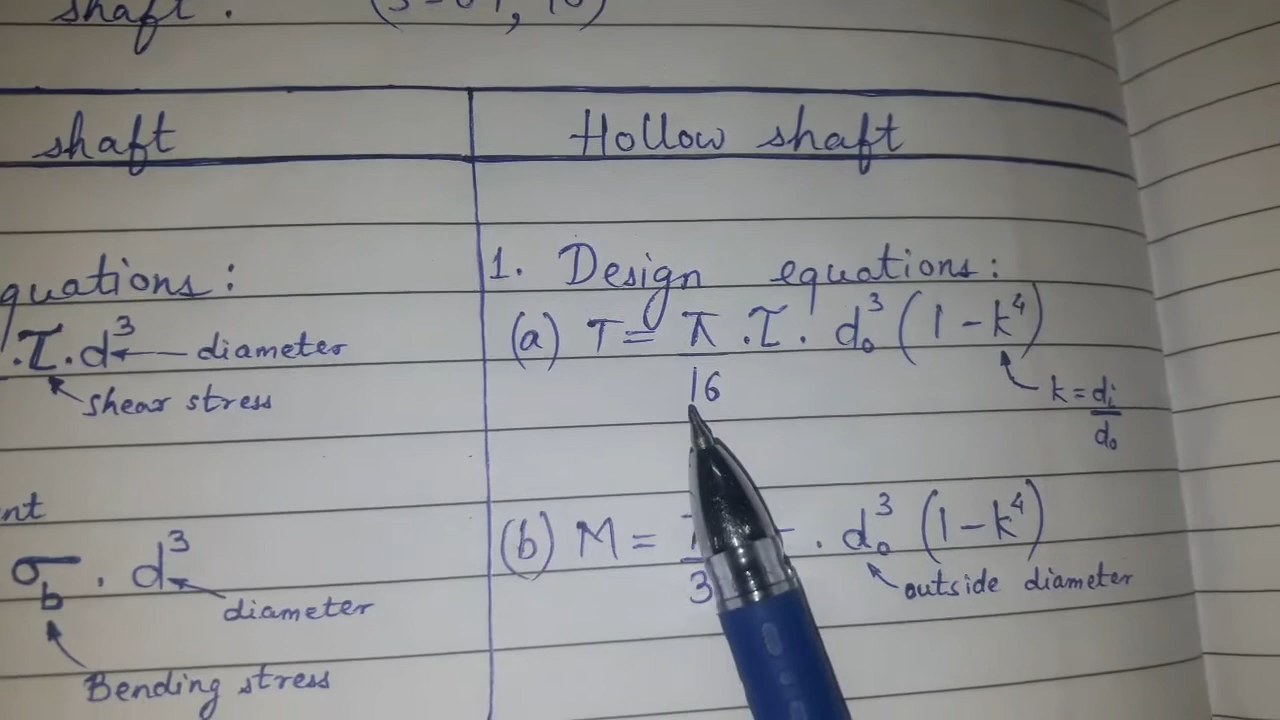 shaft.
shaft
Hollow shaft
quations:
. τ . d³ ← diameter
shear stress
nt
σb . d³
diameter
Bending stress
1. Design equations:
(a) T = π/16 . τ . d₀³ (1 - k⁴)
k = di/d₀
(b) M = . d₀³ (1 - k⁴)
outside diameter